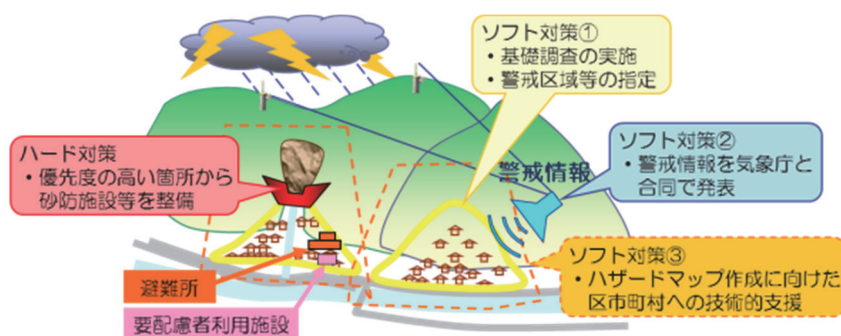 ソフト対策①
・基礎調査の実施
・警戒区域等の指定
ハード対策
・優先度の高い箇所から
砂防施設等を整備
警戒情報
ソフト対策②
・警戒情報を気象庁と
合同で発表
ソフト対策③
・ハザードマップ作成に向けた
区市町村への技術的支援
避難所
要配慮者利用施設